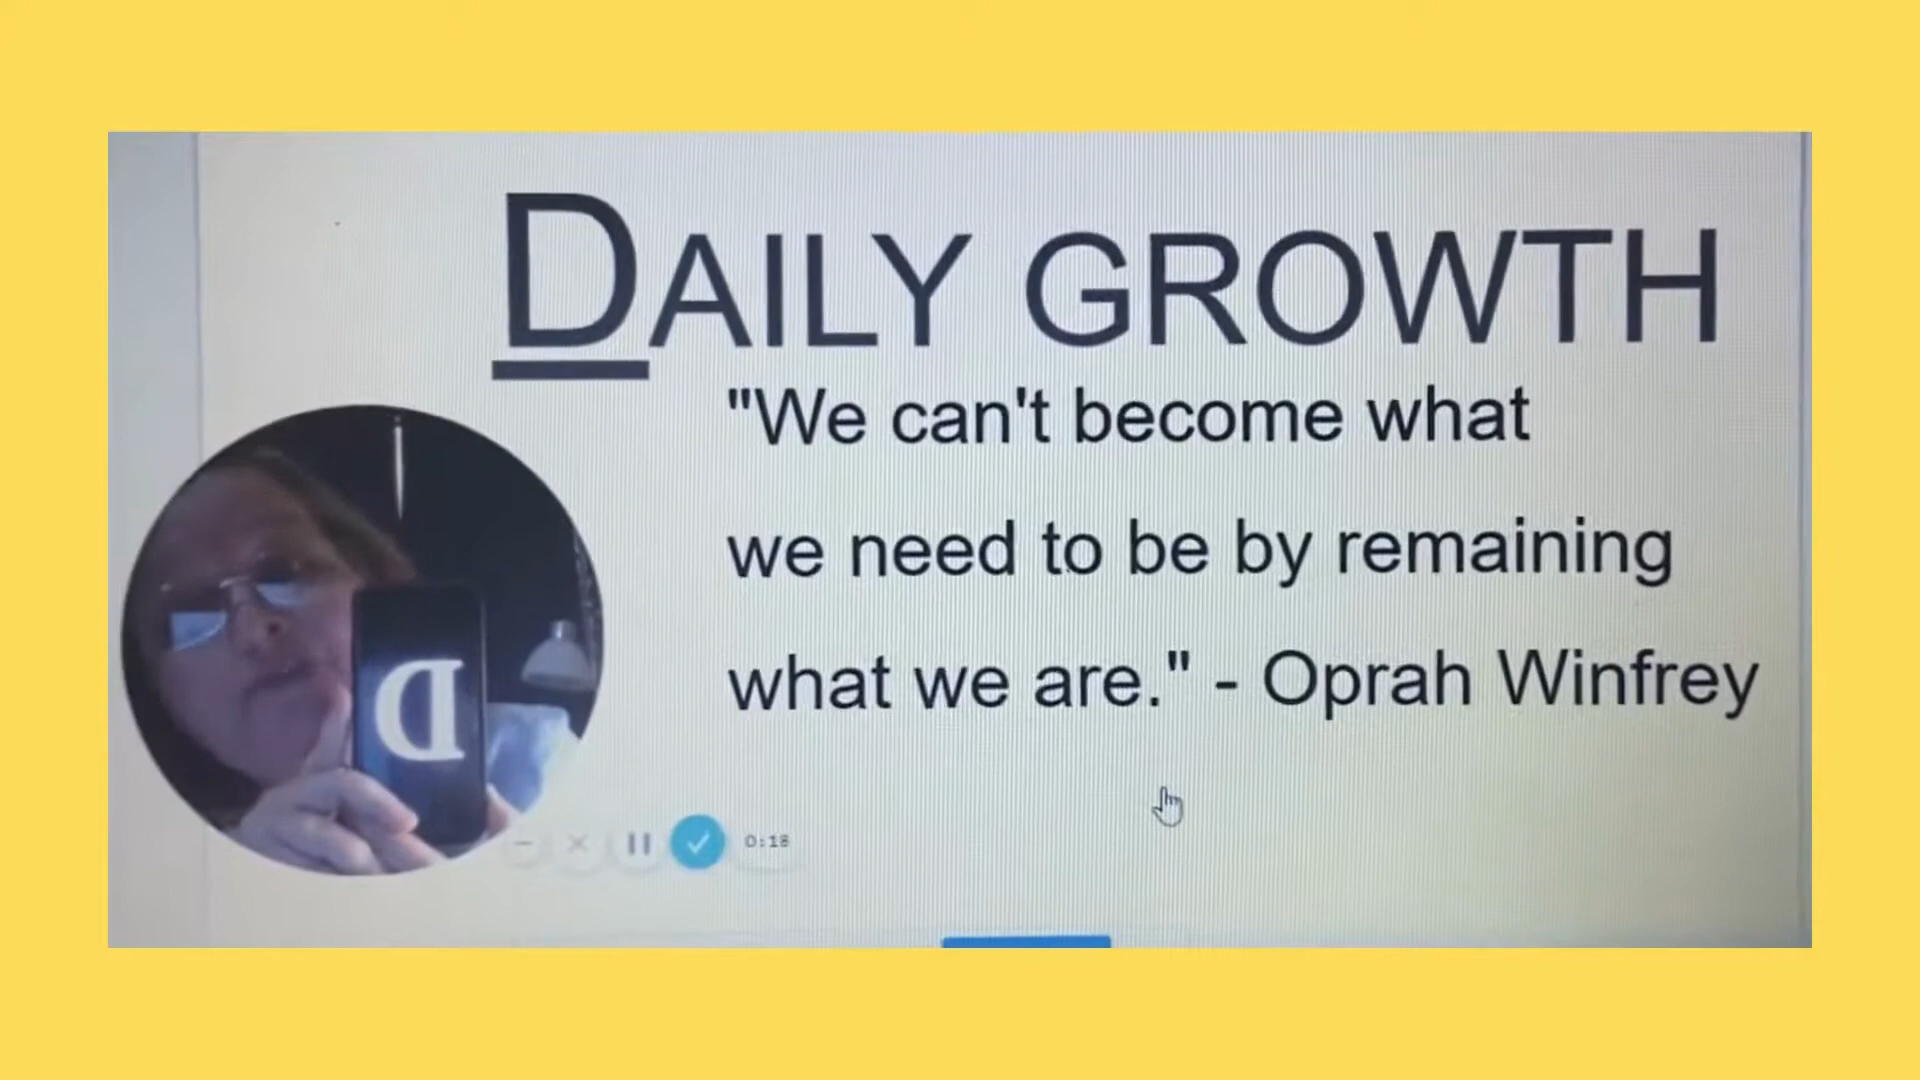 DAILY GROWTH
"We can't become what
we need to be by remaining
what we are." - Oprah Winfrey
D
0:18